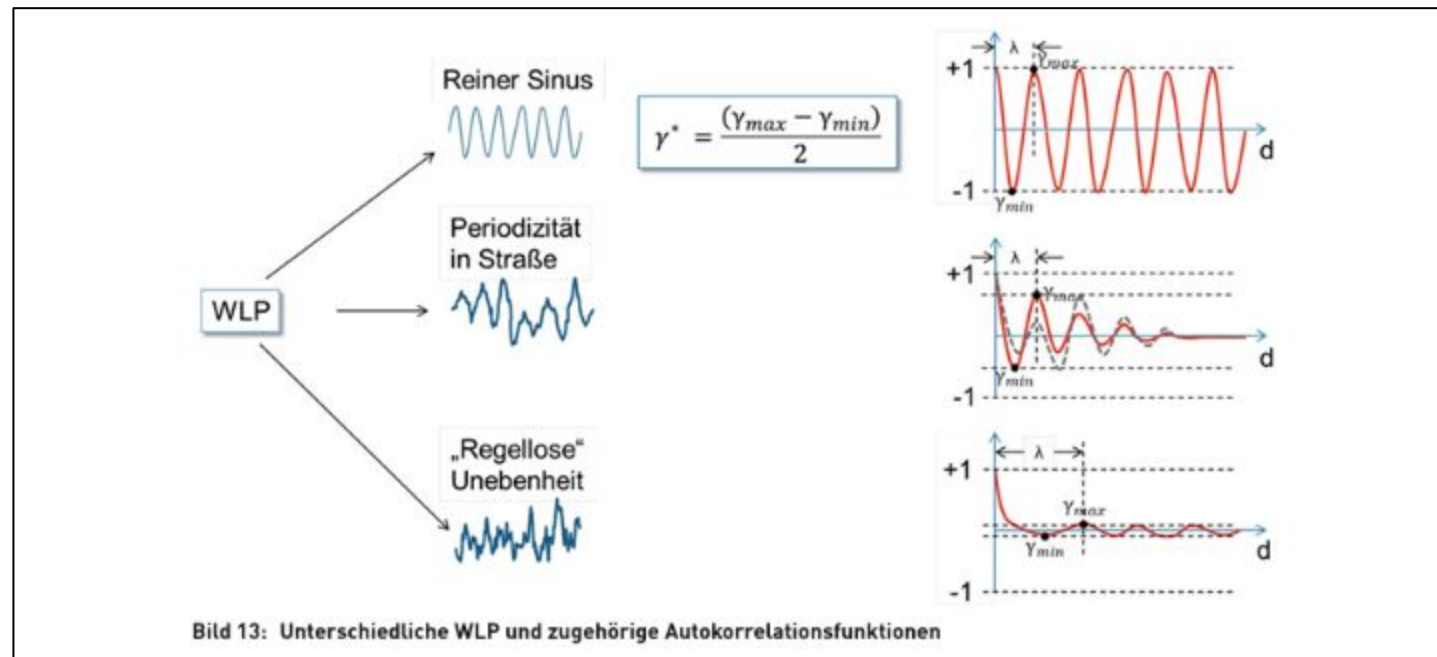 Reiner Sinus
γ* = (γmax − γmin) / 2
λ
γmax
+1
d
-1
γmin
Periodizität
in Straße
λ
+1
γmax
d
γmin
-1
WLP
„Regellose“
Unebenheit
λ
+1
γmax
γmin
d
-1
Bild 13: Unterschiedliche WLP und zugehörige Autokorrelationsfunktionen